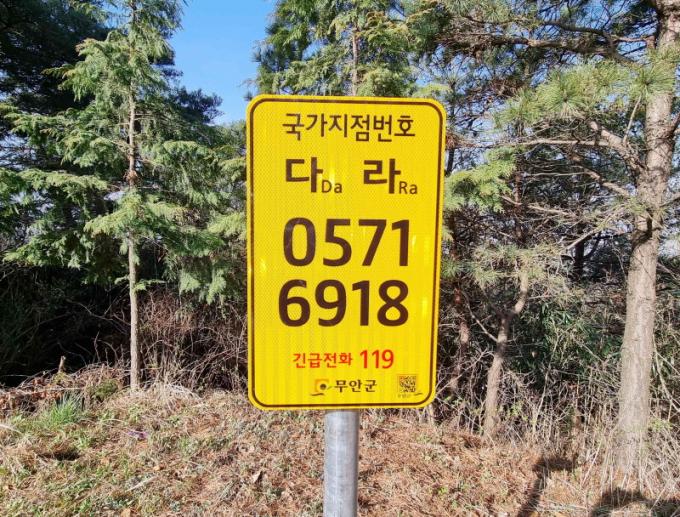 국가지점번호
다Da 라Ra
0571
6918
긴급전화 119
무안군